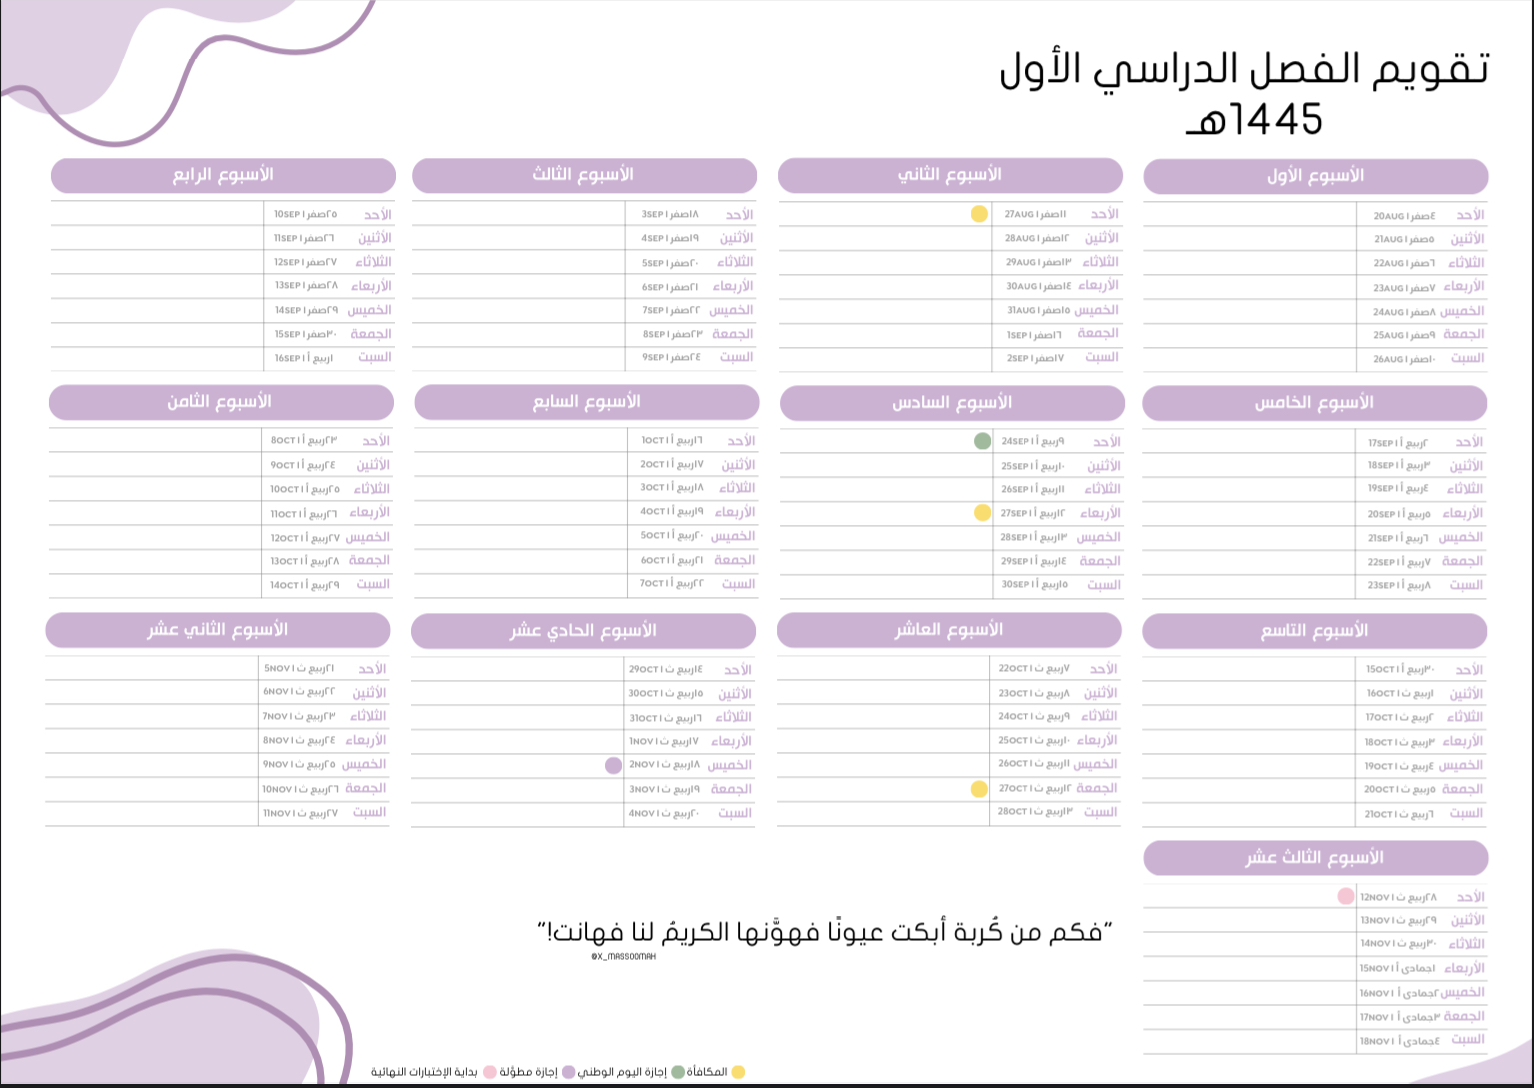 تقويم الفصل الدراسي الأول
1445هـ
الأسبوع الأول
الأحد ٤صفر | 20AUG
الأثنين ٥صفر | 21AUG
الثلاثاء ٦صفر | 22AUG
الأربعاء ٧صفر | 23AUG
الخميس ٨صفر | 24AUG
الجمعة ٩صفر | 25AUG
السبت ١٠صفر | 26AUG
الأسبوع الثاني
الأحد ١١صفر | 27AUG
الأثنين ١٢صفر | 28AUG
الثلاثاء ١٣صفر | 29AUG
الأربعاء ١٤صفر | 30AUG
الخميس ١٥صفر | 31AUG
الجمعة ١٦صفر | 1SEP
السبت ١٧صفر | 2SEP
الأسبوع الثالث
الأحد ١٨صفر | 3SEP
الأثنين ١٩صفر | 4SEP
الثلاثاء ٢٠صفر | 5SEP
الأربعاء ٢١صفر | 6SEP
الخميس ٢٢صفر | 7SEP
الجمعة ٢٣صفر | 8SEP
السبت ٢٤صفر | 9SEP
الأسبوع الرابع
الأحد ٢٥صفر | 10SEP
الأثنين ٢٦صفر | 11SEP
الثلاثاء ٢٧صفر | 12SEP
الأربعاء ٢٨صفر | 13SEP
الخميس ٢٩صفر | 14SEP
الجمعة ٣٠صفر | 15SEP
السبت ١ربيع أ | 16SEP
الأسبوع الخامس
الأحد ٢ربيع أ | 17SEP
الأثنين ٣ربيع أ | 18SEP
الثلاثاء ٤ربيع أ | 19SEP
الأربعاء ٥ربيع أ | 20SEP
الخميس ٦ربيع أ | 21SEP
الجمعة ٧ربيع أ | 22SEP
السبت ٨ربيع أ | 23SEP
الأسبوع السادس
الأحد ٩ربيع أ | 24SEP
الأثنين ١٠ربيع أ | 25SEP
الثلاثاء ١١ربيع أ | 26SEP
الأربعاء ١٢ربيع أ | 27SEP
الخميس ١٣ربيع أ | 28SEP
الجمعة ١٤ربيع أ | 29SEP
السبت ١٥ربيع أ | 30SEP
الأسبوع السابع
الأحد ١٦ربيع أ | 1OCT
الأثنين ١٧ربيع أ | 2OCT
الثلاثاء ١٨ربيع أ | 3OCT
الأربعاء ١٩ربيع أ | 4OCT
الخميس ٢٠ربيع أ | 5OCT
الجمعة ٢١ربيع أ | 6OCT
السبت ٢٢ربيع أ | 7OCT
الأسبوع الثامن
الأحد ٢٣ربيع أ | 8OCT
الأثنين ٢٤ربيع أ | 9OCT
الثلاثاء ٢٥ربيع أ | 10OCT
الأربعاء ٢٦ربيع أ | 11OCT
الخميس ٢٧ربيع أ | 12OCT
الجمعة ٢٨ربيع أ | 13OCT
السبت ٢٩ربيع أ | 14OCT
الأسبوع التاسع
الأحد ٣٠ربيع أ | 15OCT
الأثنين ١ربيع ث | 16OCT
الثلاثاء ٢ربيع ث | 17OCT
الأربعاء ٣ربيع ث | 18OCT
الخميس ٤ربيع ث | 19OCT
الجمعة ٥ربيع ث | 20OCT
السبت ٦ربيع ث | 21OCT
الأسبوع العاشر
الأحد ٧ربيع ث | 22OCT
الأثنين ٨ربيع ث | 23OCT
الثلاثاء ٩ربيع ث | 24OCT
الأربعاء ١٠ربيع ث | 25OCT
الخميس ١١ربيع ث | 26OCT
الجمعة ١٢ربيع ث | 27OCT
السبت ١٣ربيع ث | 28OCT
الأسبوع الحادي عشر
الأحد ١٤ربيع ث | 29OCT
الأثنين ١٥ربيع ث | 30OCT
الثلاثاء ١٦ربيع ث | 31OCT
الأربعاء ١٧ربيع ث | 1NOV
الخميس ١٨ربيع ث | 2NOV
الجمعة ١٩ربيع ث | 3NOV
السبت ٢٠ربيع ث | 4NOV
الأسبوع الثاني عشر
الأحد ٢١ربيع ث | 5NOV
الأثنين ٢٢ربيع ث | 6NOV
الثلاثاء ٢٣ربيع ث | 7NOV
الأربعاء ٢٤ربيع ث | 8NOV
الخميس ٢٥ربيع ث | 9NOV
الجمعة ٢٦ربيع ث | 10NOV
السبت ٢٧ربيع ث | 11NOV
الأسبوع الثالث عشر
الأحد ٢٨ربيع ث | 12NOV
الأثنين ٢٩ربيع ث | 13NOV
الثلاثاء ٣٠ربيع ث | 14NOV
الأربعاء ١جمادى أ | 15NOV
الخميس ٢جمادى أ | 16NOV
الجمعة ٣جمادى أ | 17NOV
السبت ٤جمادى أ | 18NOV
"فكم من كُربة أبكت عيونًا فهوَّنها الكريمُ لنا فهانت!"
@X_MASSOOMAH
المكافأة إجازة اليوم الوطني إجازة مطوّلة بداية الإختبارات النهائية